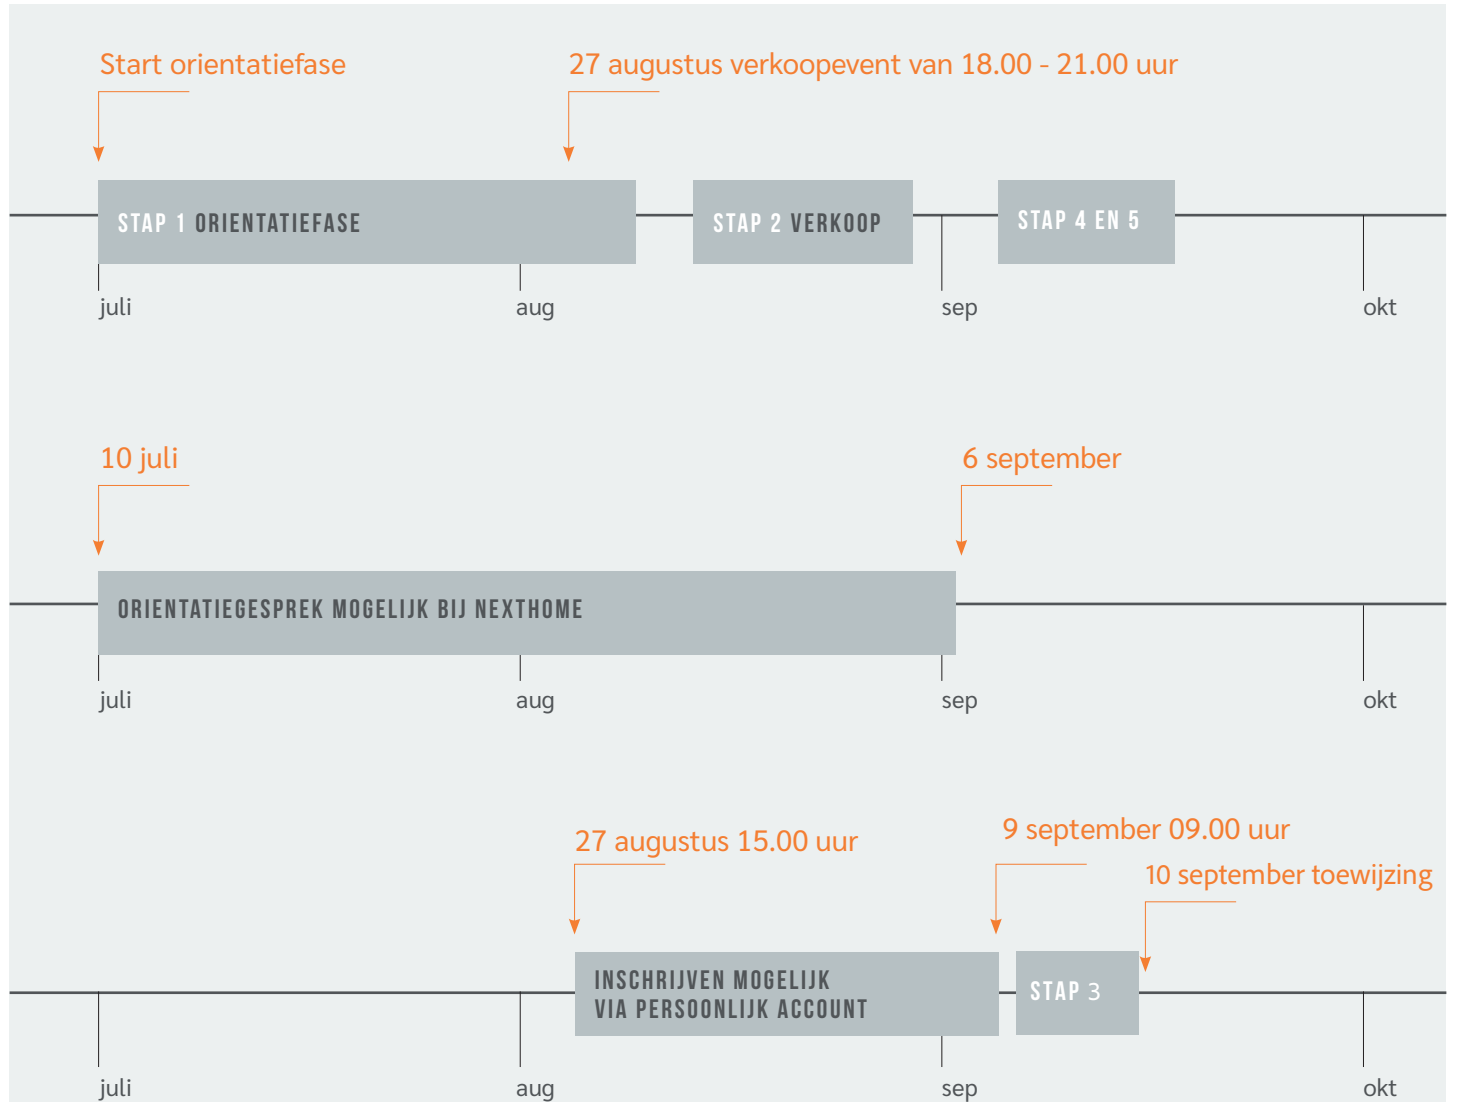 Start orientatiefase
27 augustus verkoopevent van 18.00 - 21.00 uur
STAP 1 ORIENTATIEFASE
STAP 2 VERKOOP
STAP 4 EN 5
juli
aug
sep
okt
10 juli
6 september
ORIENTATIEGESPREK MOGELIJK BIJ NEXTHOME
juli
aug
sep
okt
27 augustus 15.00 uur
9 september 09.00 uur
10 september toewijzing
INSCHRIJVEN MOGELIJK
VIA PERSOONLIJK ACCOUNT
STAP 3
juli
aug
sep
okt